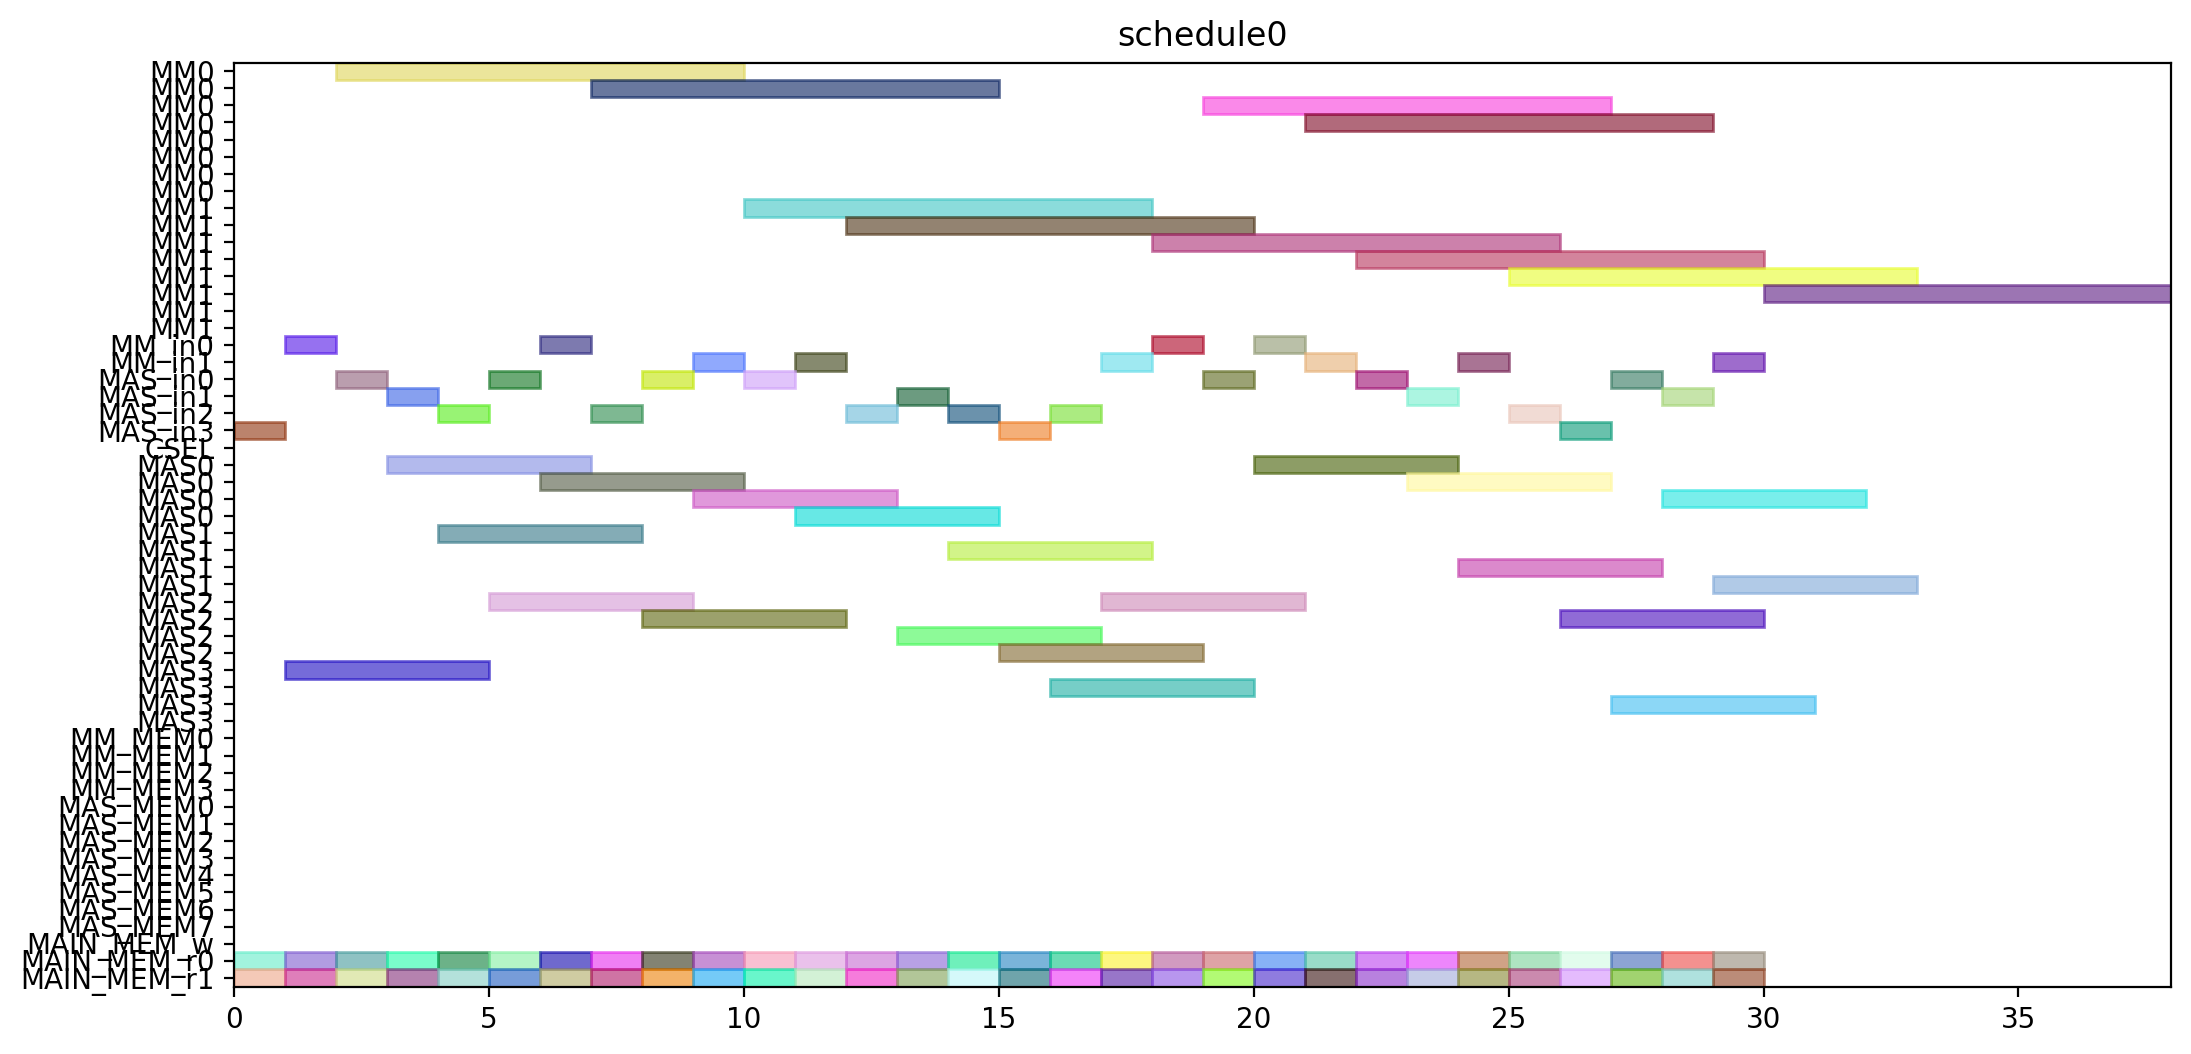 schedule0
MM0
MM0
MM0
MM0
MM0
MM0
MM0
MM0
MM1
MM1
MM1
MM1
MM1
MM1
MM1
MM1
MM_in0
MM_in1
MAS_in0
MAS_in1
MAS_in2
MAS_in3
CSEL
MAS0
MAS0
MAS0
MAS0
MAS1
MAS1
MAS1
MAS1
MAS2
MAS2
MAS2
MAS2
MAS3
MAS3
MAS3
MAS3
MM_MEM0
MM_MEM1
MM_MEM2
MM_MEM3
MAS_MEM0
MAS_MEM1
MAS_MEM2
MAS_MEM3
MAS_MEM4
MAS_MEM5
MAS_MEM6
MAS_MEM7
MAIN_MEM_w
MAIN_MEM_r0
MAIN_MEM_r1
0 5 10 15 20 25 30 35